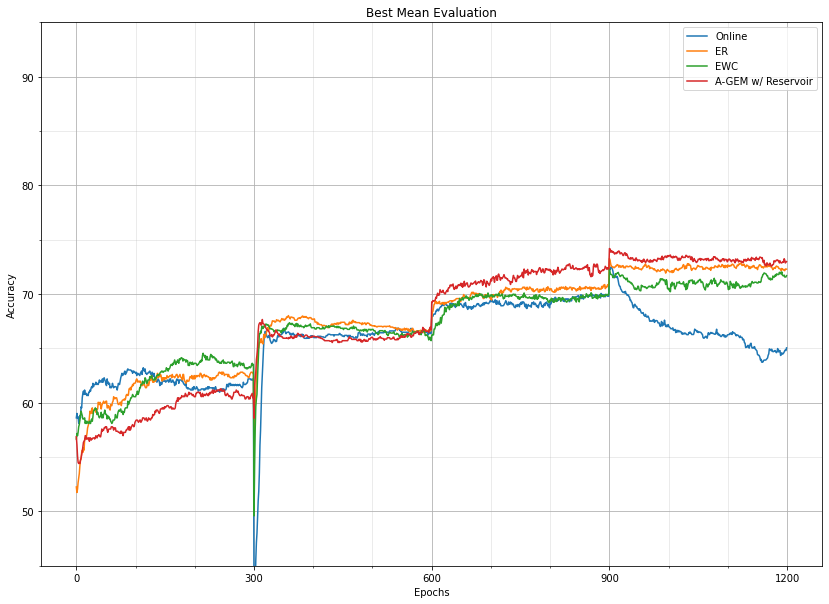 Best Mean Evaluation
Online
ER
EWC
A-GEM w/ Reservoir
90
80
70
60
50
Accuracy
0
300
600
900
1200
Epochs